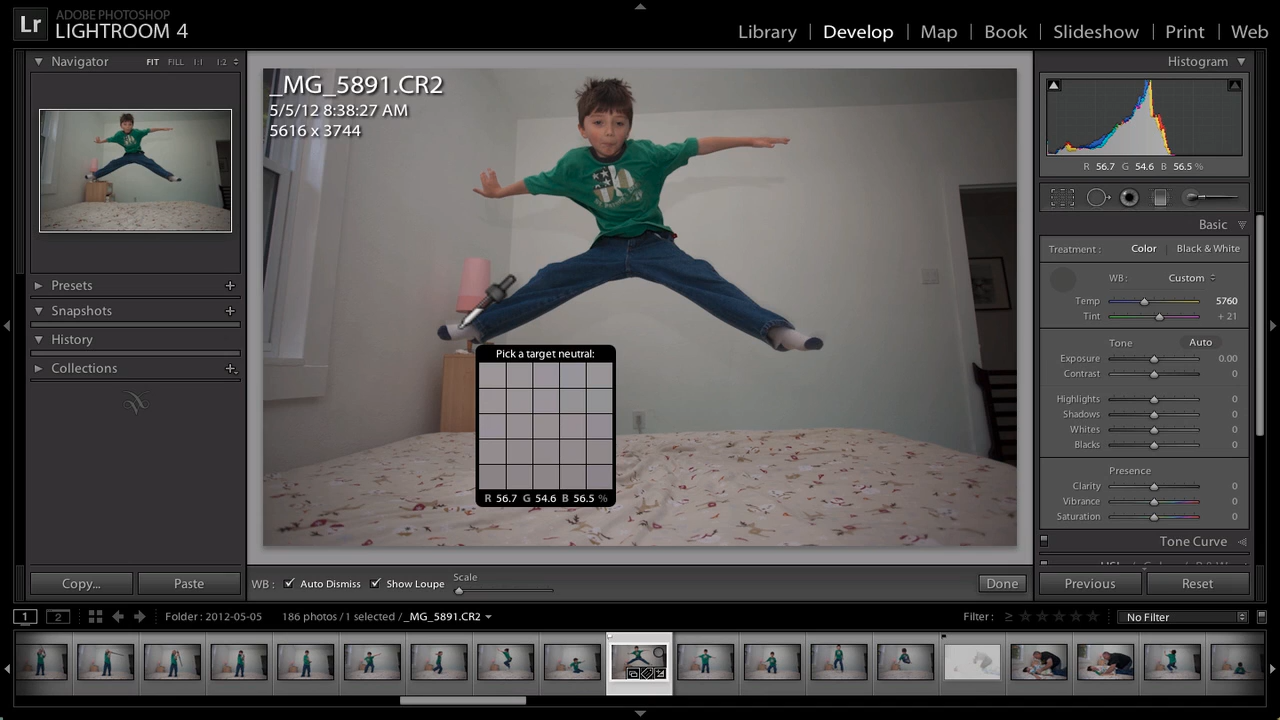 Lr
ADOBE PHOTOSHOP
LIGHTROOM 4
Library | Develop | Map | Book | Slideshow | Print | Web
Navigator FIT FILL 1:1 1:2
Presets
Snapshots
History
Collections
Copy... Paste
_MG_5891.CR2
5/5/12 8:38:27 AM
5616 x 3744
Pick a target neutral:
R 56.7 G 54.6 B 56.5 %
WB : Auto Dismiss Show Loupe Scale
Done
Histogram
R 56.7 G 54.6 B 56.5 %
Basic
Treatment : Color | Black & White
WB: Custom
Temp 5760
Tint + 21
Tone Auto
Exposure 0.00
Contrast 0
Highlights 0
Shadows 0
Whites 0
Blacks 0
Presence
Clarity 0
Vibrance 0
Saturation 0
Tone Curve
Previous Reset
1 2 Folder : 2012-05-05 186 photos / 1 selected / _MG_5891.CR2
Filter : ≥ ★★★★★ No Filter